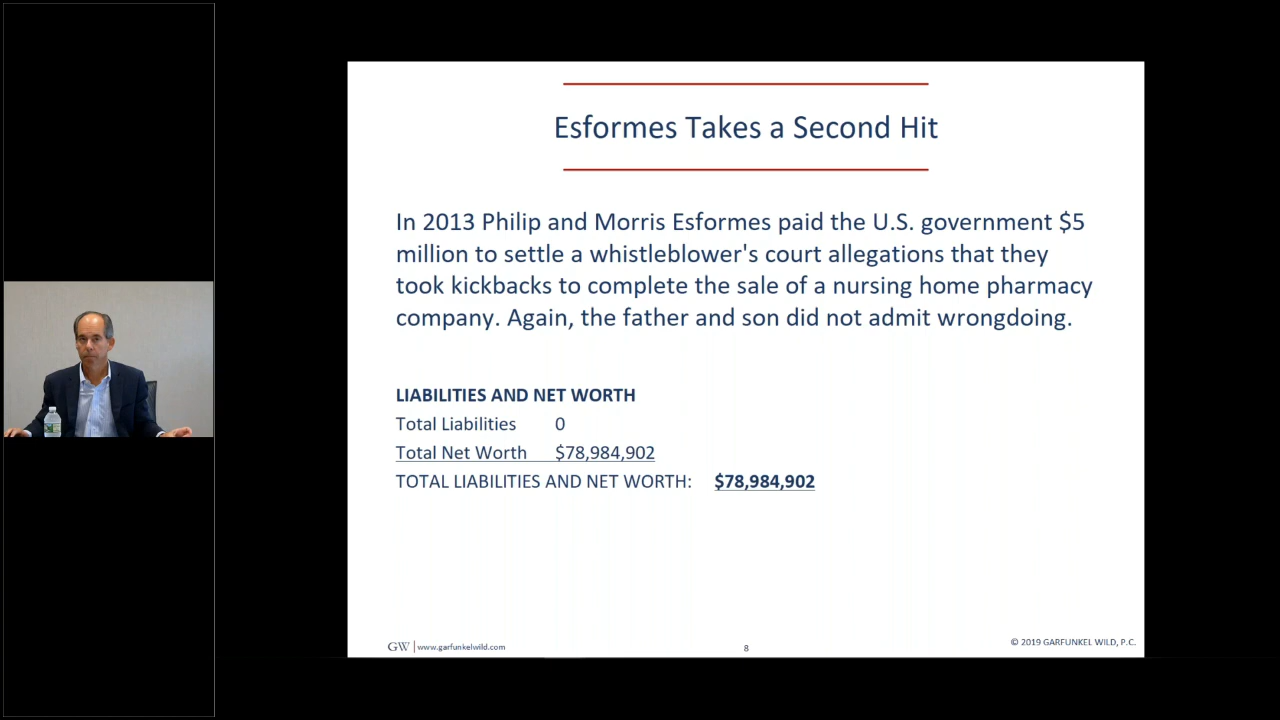 Esformes Takes a Second Hit
In 2013 Philip and Morris Esformes paid the U.S. government $5
million to settle a whistleblower's court allegations that they
took kickbacks to complete the sale of a nursing home pharmacy
company. Again, the father and son did not admit wrongdoing.
LIABILITIES AND NET WORTH
Total Liabilities 0
Total Net Worth $78,984,902
TOTAL LIABILITIES AND NET WORTH: $78,984,902
GW www.garfunkelwild.com
8
© 2019 GARFUNKEL WILD, P.C.